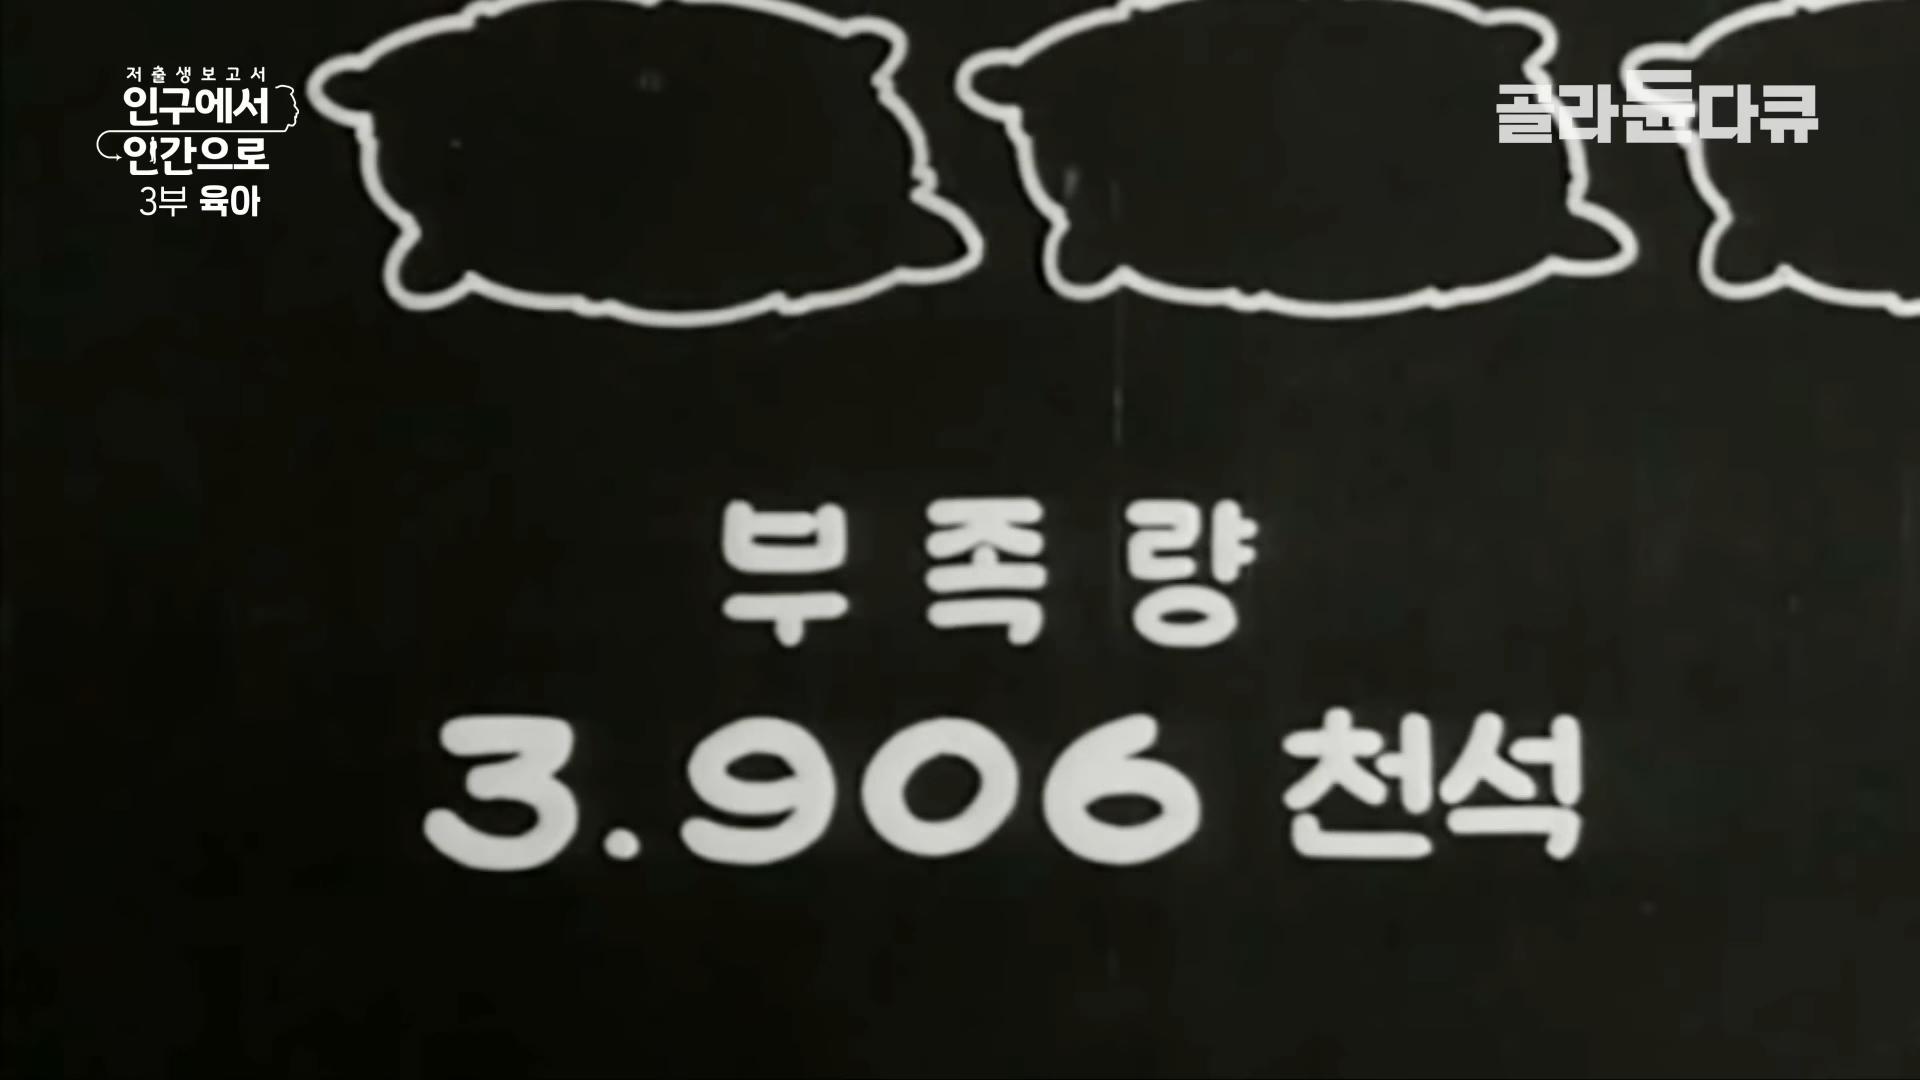 저출생보고서
인구에서
인간으로
3부 육아
골라듄다큐
부족량
3.906 천석